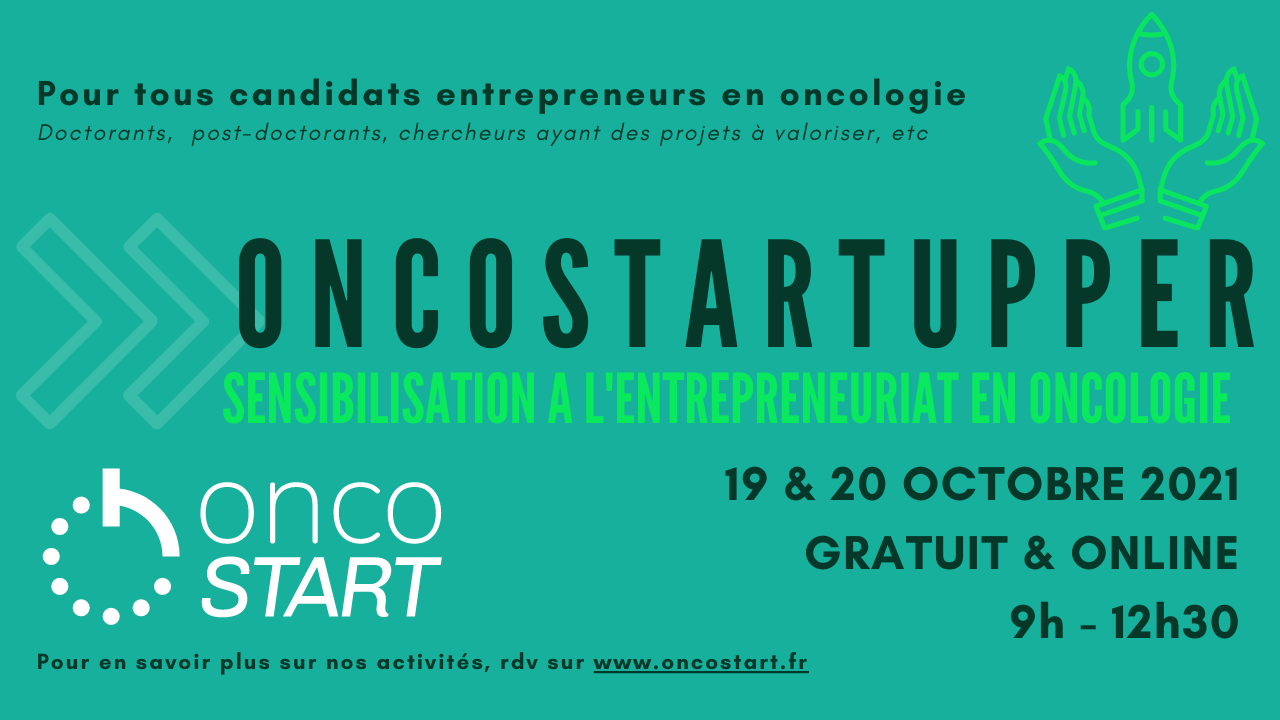 Pour tous candidats entrepreneurs en oncologie
Doctorants, post-doctorants, chercheurs ayant des projets à valoriser, etc
ONCOSTARTUPPER
SENSIBILISATION A L'ENTREPRENEURIAT EN ONCOLOGIE
19 & 20 OCTOBRE 2021
GRATUIT & ONLINE
9h - 12h30
onco
START
Pour en savoir plus sur nos activités, rdv sur www.oncostart.fr